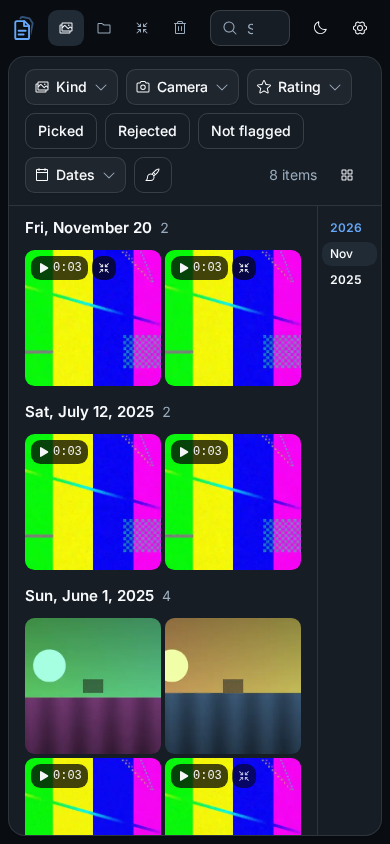 S
Kind
Camera
Rating
Picked
Rejected
Not flagged
Dates
8 items
Fri, November 20 2
2026
Nov
2025
0:03
0:03
Sat, July 12, 2025 2
0:03
0:03
Sun, June 1, 2025 4
0:03
0:03